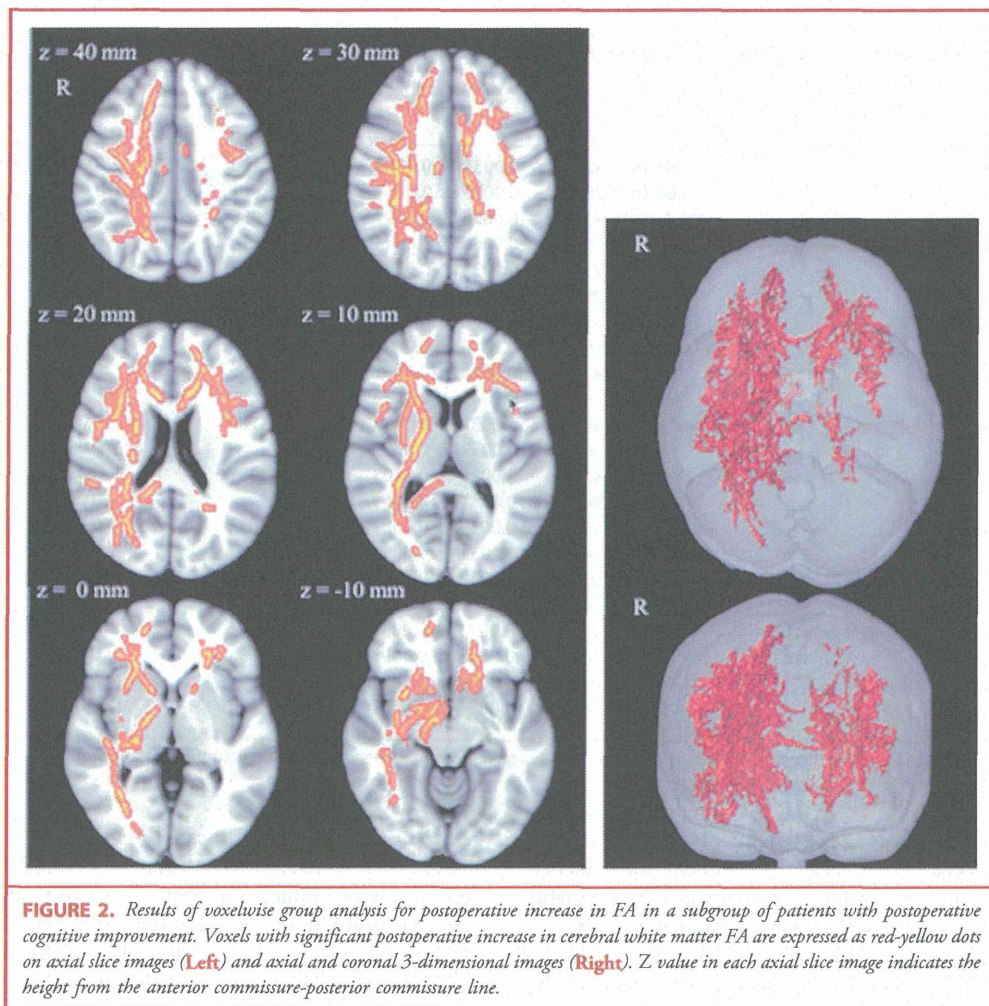 z = 40 mm
z = 30 mm
R
z = 20 mm
z = 10 mm
z = 0 mm
z = -10 mm
R
R
FIGURE 2. Results of voxelwise group analysis for postoperative increase in FA in a subgroup of patients with postoperative
cognitive improvement. Voxels with significant postoperative increase in cerebral white matter FA are expressed as red-yellow dots
on axial slice images (Left) and axial and coronal 3-dimensional images (Right). Z value in each axial slice image indicates the
height from the anterior commissure-posterior commissure line.